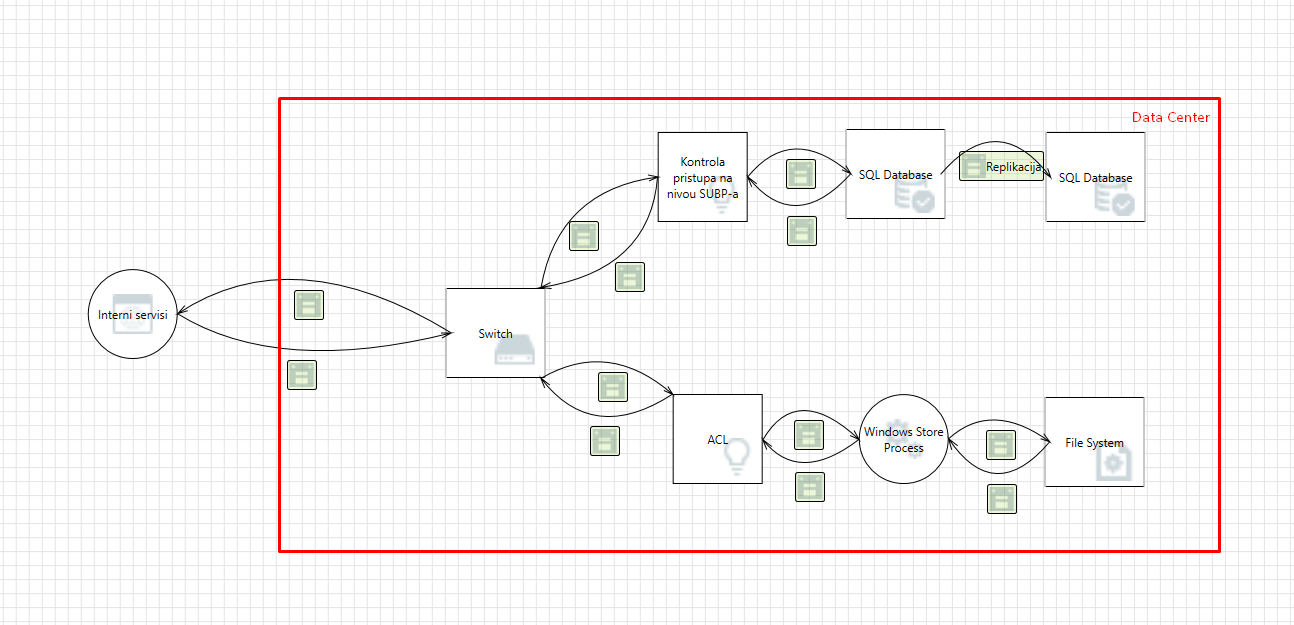 Data Center
Kontrola
pristupa na
nivou SUBP-a
SQL Database
Replikacija
SQL Database
Interni servisi
Switch
ACL
Windows Store
Process
File System